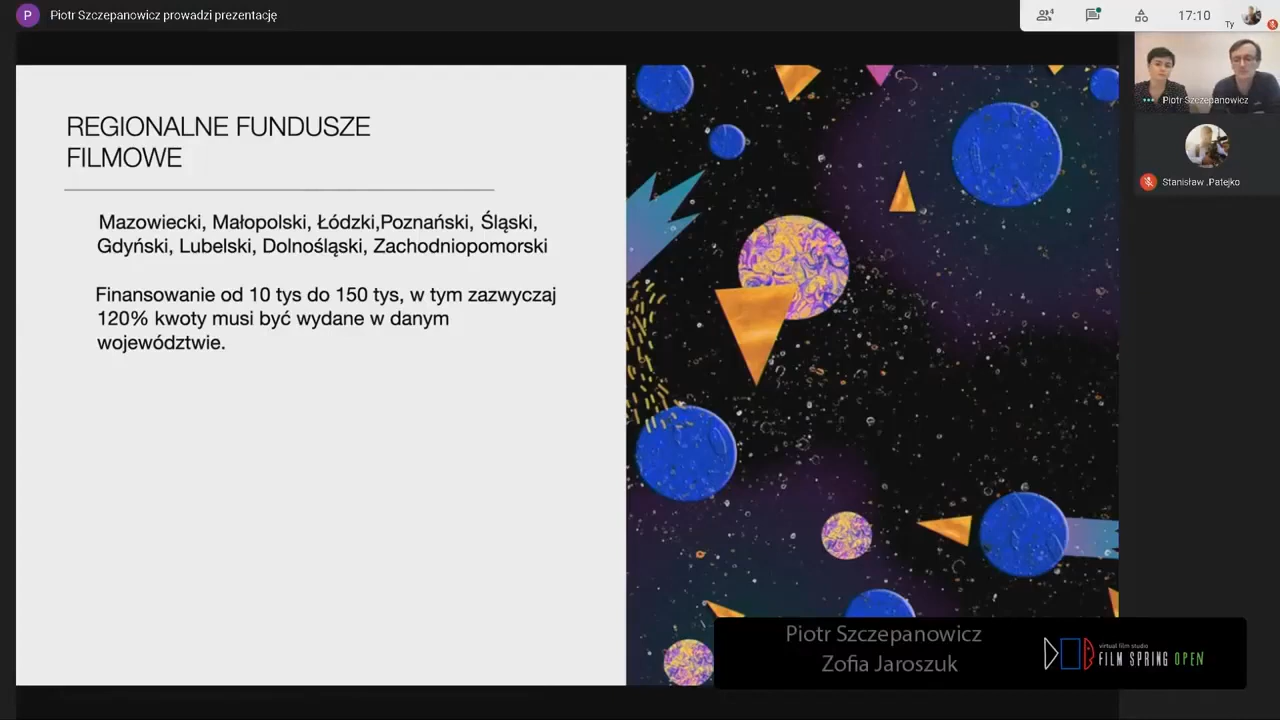 P
Piotr Szczepanowicz prowadzi prezentację
4
17:10
Ty
Piotr Szczepanowicz
Stanisław .Patejko
REGIONALNE FUNDUSZE
FILMOWE
Mazowiecki, Małopolski, Łódzki,Poznański, Śląski,
Gdyński, Lubelski, Dolnośląski, Zachodniopomorski
Finansowanie od 10 tys do 150 tys, w tym zazwyczaj
120% kwoty musi być wydane w danym
województwie.
Piotr Szczepanowicz
Zofia Jaroszuk
virtual film studio
FILM SPRING OPEN